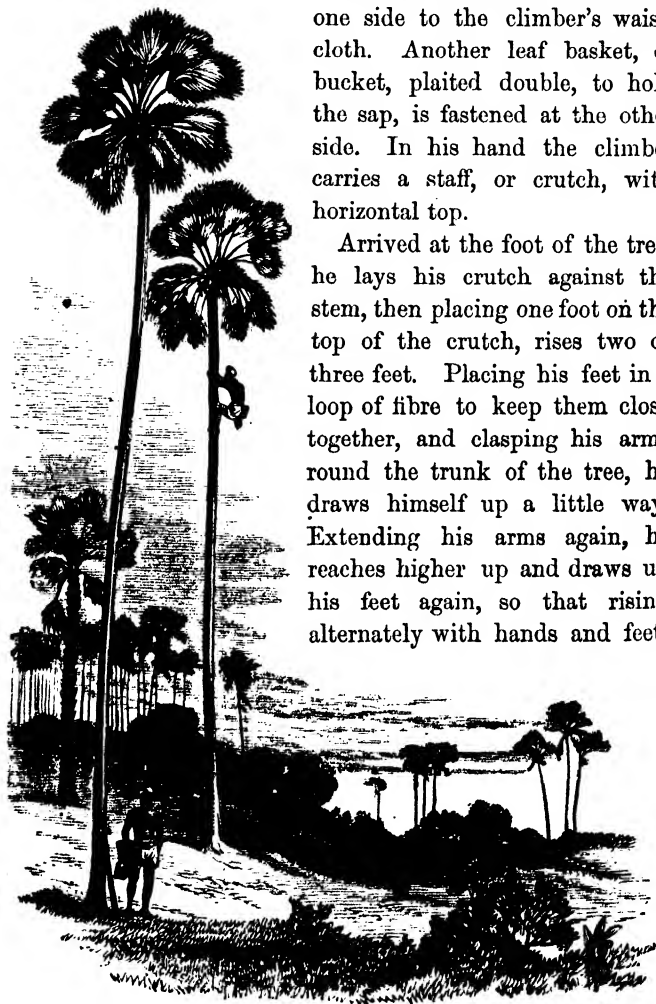 one side to the climber's wais
cloth. Another leaf basket,
bucket, plaited double, to hol
the sap, is fastened at the oth
side. In his hand the climb
carries a staff, or crutch, wit
horizontal top.
Arrived at the foot of the tre
he lays his crutch against th
stem, then placing one foot on th
top of the crutch, rises two
three feet. Placing his feet in
loop of fibre to keep them clos
together, and clasping his arm
round the trunk of the tree, h
draws himself up a little way
Extending his arms again, h
reaches higher up and draws u
his feet again, so that risin
alternately with hands and feet